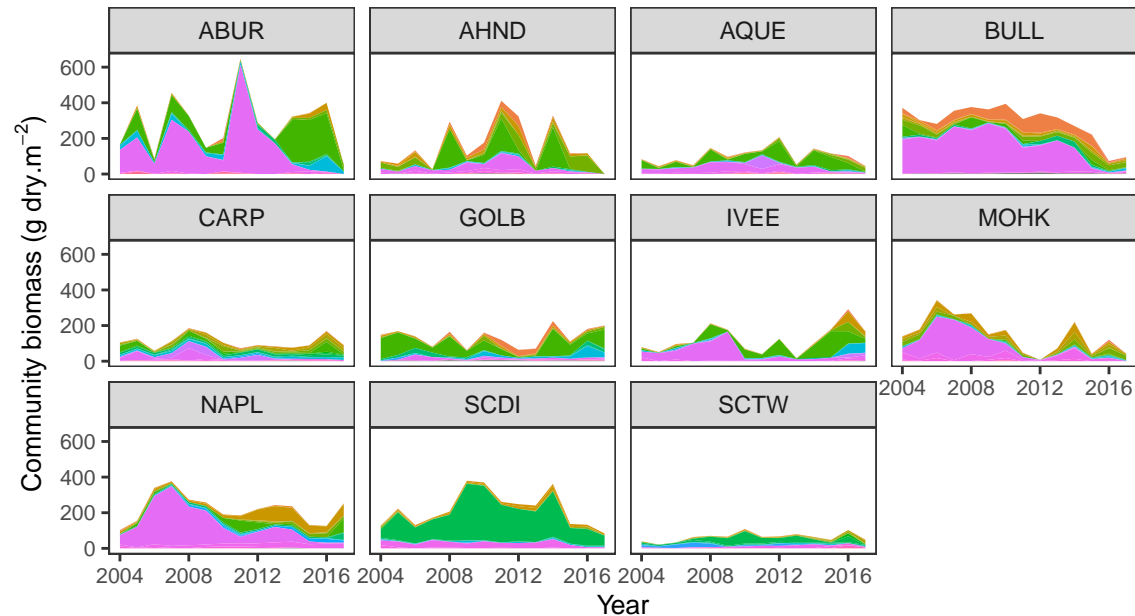 ABUR AHND AQUE BULL
600
400
200
0
CARP GOLB IVEE MOHK
600
400
200
0
2004 2008 2012 2016
NAPL SCDI SCTW
600
400
200
0
2004 2008 2012 2016 2004 2008 2012 2016 2004 2008 2012 2016
Year
Community biomass (g dry.m⁻²)